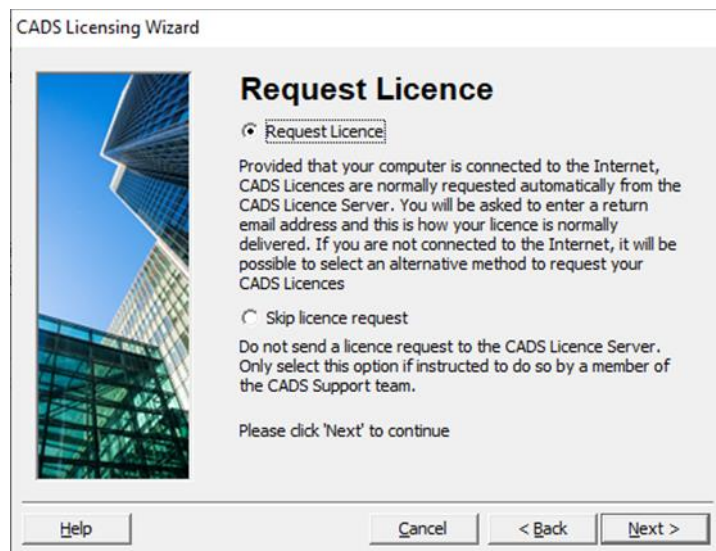 CADS Licensing Wizard
Request Licence
Request Licence
Provided that your computer is connected to the Internet,
CADS Licences are normally requested automatically from the
CADS Licence Server. You will be asked to enter a return
email address and this is how your licence is normally
delivered. If you are not connected to the Internet, it will be
possible to select an alternative method to request your
CADS Licences
Skip licence request
Do not send a licence request to the CADS Licence Server.
Only select this option if instructed to do so by a member of
the CADS Support team.
Please click 'Next' to continue
Help
Cancel
< Back
Next >